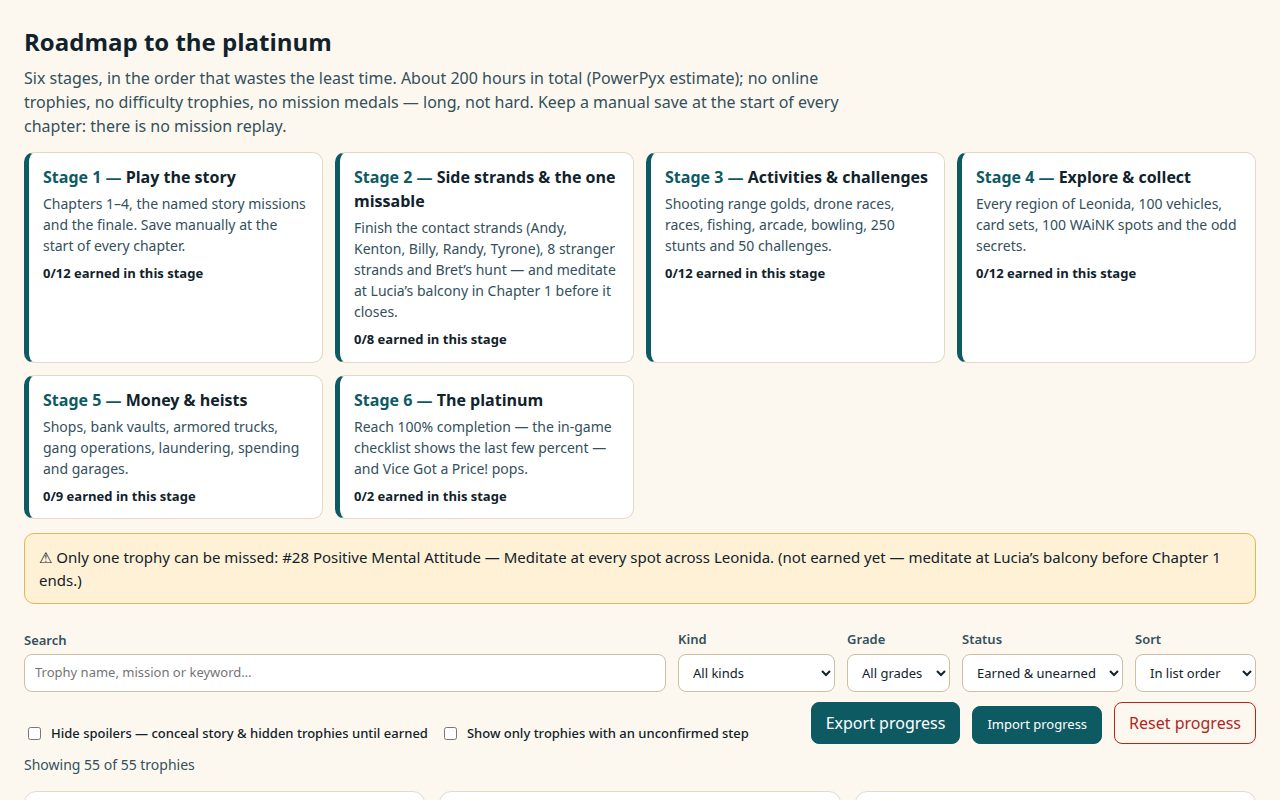 Roadmap to the platinum
Six stages, in the order that wastes the least time. About 200 hours in total (PowerPyx estimate); no online
trophies, no difficulty trophies, no mission medals — long, not hard. Keep a manual save at the start of every
chapter: there is no mission replay.
Stage 1 — Play the story
Chapters 1–4, the named story missions
and the finale. Save manually at the
start of every chapter.
0/12 earned in this stage
Stage 2 — Side strands & the one
missable
Finish the contact strands (Andy,
Kenton, Billy, Randy, Tyrone), 8 stranger
strands and Bret’s hunt — and meditate
at Lucia’s balcony in Chapter 1 before it
closes.
0/8 earned in this stage
Stage 3 — Activities & challenges
Shooting range golds, drone races,
races, fishing, arcade, bowling, 250
stunts and 50 challenges.
0/12 earned in this stage
Stage 4 — Explore & collect
Every region of Leonida, 100 vehicles,
card sets, 100 WAiNK spots and the odd
secrets.
0/12 earned in this stage
Stage 5 — Money & heists
Shops, bank vaults, armored trucks,
gang operations, laundering, spending
and garages.
0/9 earned in this stage
Stage 6 — The platinum
Reach 100% completion — the in-game
checklist shows the last few percent —
and Vice Got a Price! pops.
0/2 earned in this stage
⚠ Only one trophy can be missed: #28 Positive Mental Attitude — Meditate at every spot across Leonida. (not earned yet — meditate at Lucia’s balcony before Chapter 1
ends.)
Search
Trophy name, mission or keyword...
Kind
All kinds
Grade
All grades
Status
Earned & unearned
Sort
In list order
Hide spoilers — conceal story & hidden trophies until earned
Show only trophies with an unconfirmed step
Export progress
Import progress
Reset progress
Showing 55 of 55 trophies